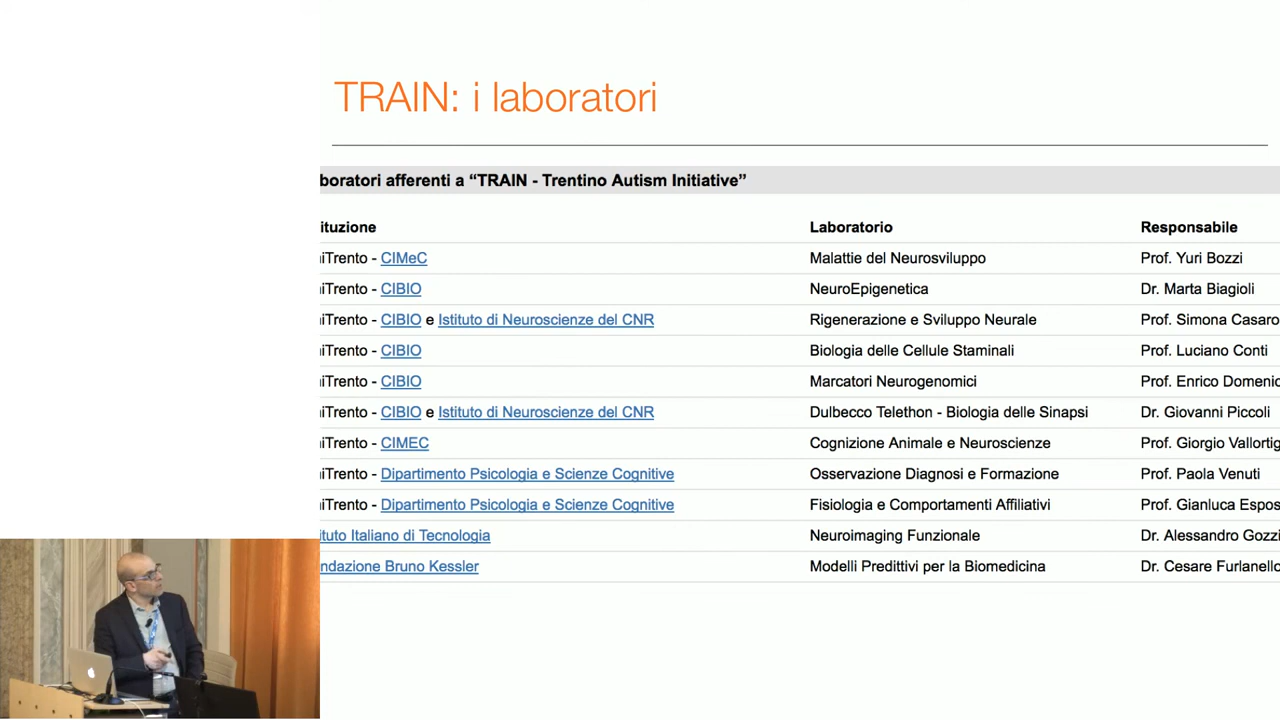 TRAIN: i laboratori
boratori afferenti a “TRAIN - Trentino Autism Initiative”
ituzione Laboratorio Responsabile
iTrento - CIMeC Malattie del Neurosviluppo Prof. Yuri Bozzi
iTrento - CIBIO NeuroEpigenetica Dr. Marta Biagioli
iTrento - CIBIO e Istituto di Neuroscienze del CNR Rigenerazione e Sviluppo Neurale Prof. Simona Casaro
iTrento - CIBIO Biologia delle Cellule Staminali Prof. Luciano Conti
iTrento - CIBIO Marcatori Neurogenomici Prof. Enrico Domenic
iTrento - CIBIO e Istituto di Neuroscienze del CNR Dulbecco Telethon - Biologia delle Sinapsi Dr. Giovanni Piccoli
iTrento - CIMEC Cognizione Animale e Neuroscienze Prof. Giorgio Vallortig
iTrento - Dipartimento Psicologia e Scienze Cognitive Osservazione Diagnosi e Formazione Prof. Paola Venuti
iTrento - Dipartimento Psicologia e Scienze Cognitive Fisiologia e Comportamenti Affiliativi Prof. Gianluca Espos
ituto Italiano di Tecnologia Neuroimaging Funzionale Dr. Alessandro Gozzi
ndazione Bruno Kessler Modelli Predittivi per la Biomedicina Dr. Cesare Furlanello